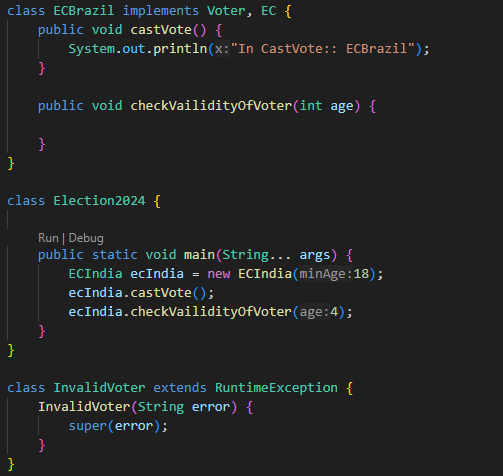 class ECBrazil implements Voter, EC {
public void castVote() {
System.out.println(x:"In CastVote:: ECBrazil");
}
public void checkVailidityOfVoter(int age) {
}
}
class Election2024 {
Run | Debug
public static void main(String... args) {
ECIndia ecIndia = new ECIndia(minAge:18);
ecIndia.castVote();
ecIndia.checkVailidityOfVoter(age:4);
}
}
class InvalidVoter extends RuntimeException {
InvalidVoter(String error) {
super(error);
}
}